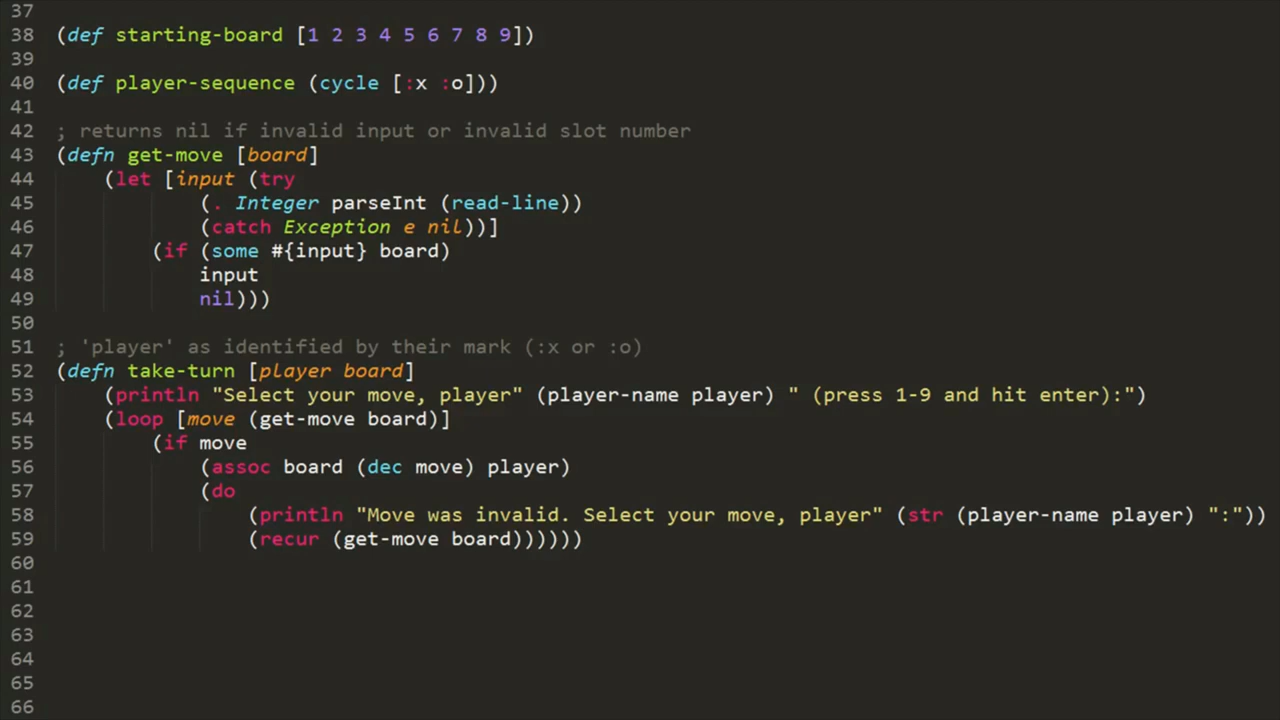 37
38 (def starting-board [1 2 3 4 5 6 7 8 9])
39
40 (def player-sequence (cycle [:x :o]))
41
42 ; returns nil if invalid input or invalid slot number
43 (defn get-move [board]
44     (let [input (try
45             (. Integer parseInt (read-line))
46             (catch Exception e nil))]
47         (if (some #{input} board)
48             input
49             nil)))
50
51 ; 'player' as identified by their mark (:x or :o)
52 (defn take-turn [player board]
53     (println "Select your move, player" (player-name player) " (press 1-9 and hit enter):")
54     (loop [move (get-move board)]
55         (if move
56             (assoc board (dec move) player)
57             (do
58                 (println "Move was invalid. Select your move, player" (str (player-name player) ":"))
59                 (recur (get-move board))))))
60
61
62
63
64
65
66